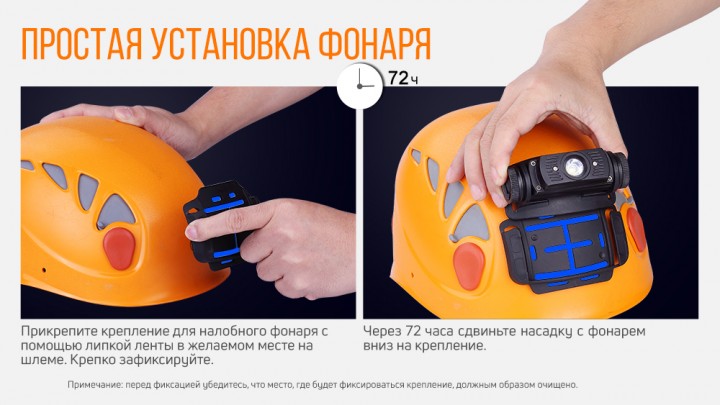 ПРОСТАЯ УСТАНОВКА ФОНАРЯ
72 ч
Прикрепите крепление для налобного фонаря с
помощью липкой ленты в желаемом месте на
шлеме. Крепко зафиксируйте.
Через 72 часа сдвиньте насадку с фонарем
вниз на крепление.
Примечание: перед фиксацией убедитесь, что место, где будет фиксироваться крепление, должным образом очищено.